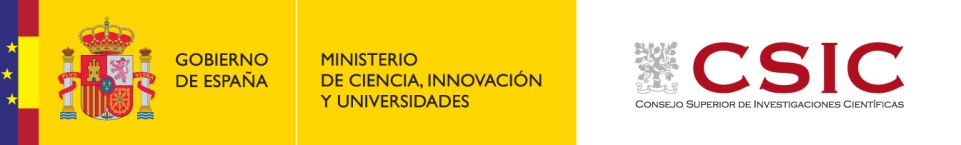 GOBIERNO
DE ESPAÑA
MINISTERIO
DE CIENCIA, INNOVACIÓN
Y UNIVERSIDADES
CSIC
CONSEJO SUPERIOR DE INVESTIGACIONES CIENTÍFICAS